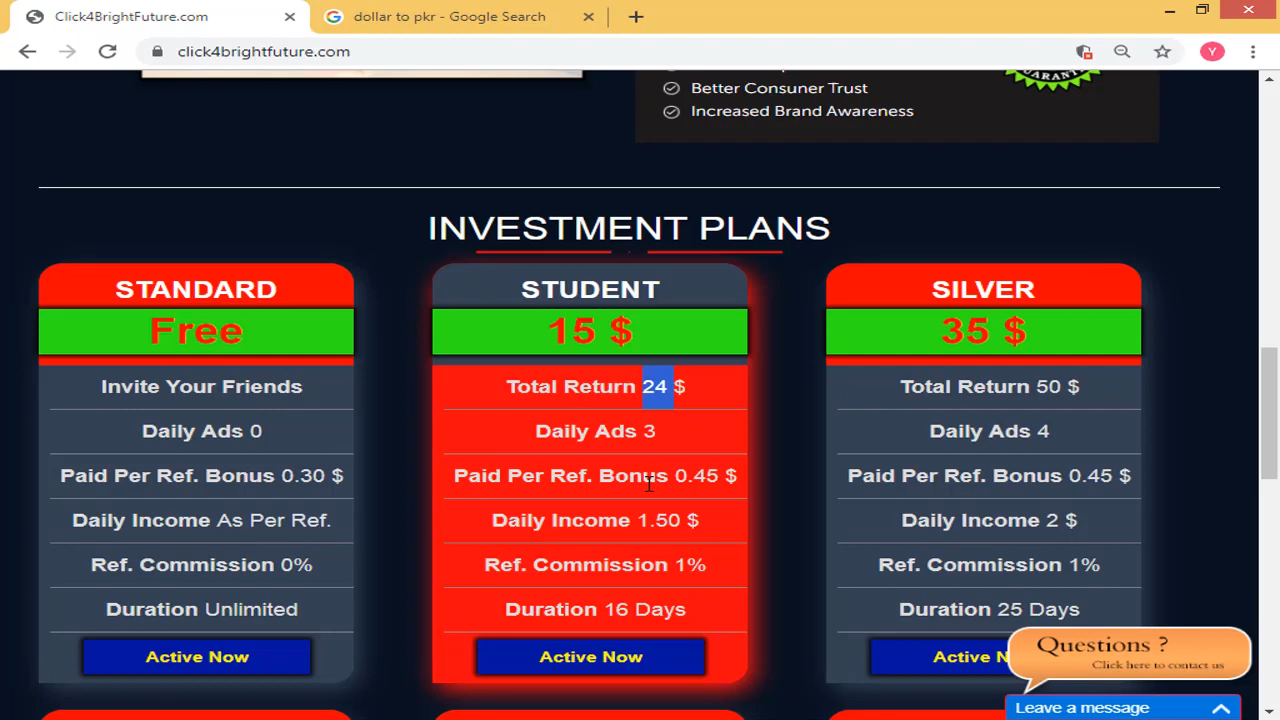 Click4BrightFuture.com
dollar to pkr - Google Search
click4brightfuture.com
Y
Better Consuner Trust
Increased Brand Awareness
INVESTMENT PLANS
STANDARD
Free
Invite Your Friends
Daily Ads 0
Paid Per Ref. Bonus 0.30 $
Daily Income As Per Ref.
Ref. Commission 0%
Duration Unlimited
Active Now
STUDENT
15 $
Total Return 24 $
Daily Ads 3
Paid Per Ref. Bonus 0.45 $
Daily Income 1.50 $
Ref. Commission 1%
Duration 16 Days
Active Now
SILVER
35 $
Total Return 50 $
Daily Ads 4
Paid Per Ref. Bonus 0.45 $
Daily Income 2 $
Ref. Commission 1%
Duration 25 Days
Active N
Questions ?
Click here to contact us
Leave a message